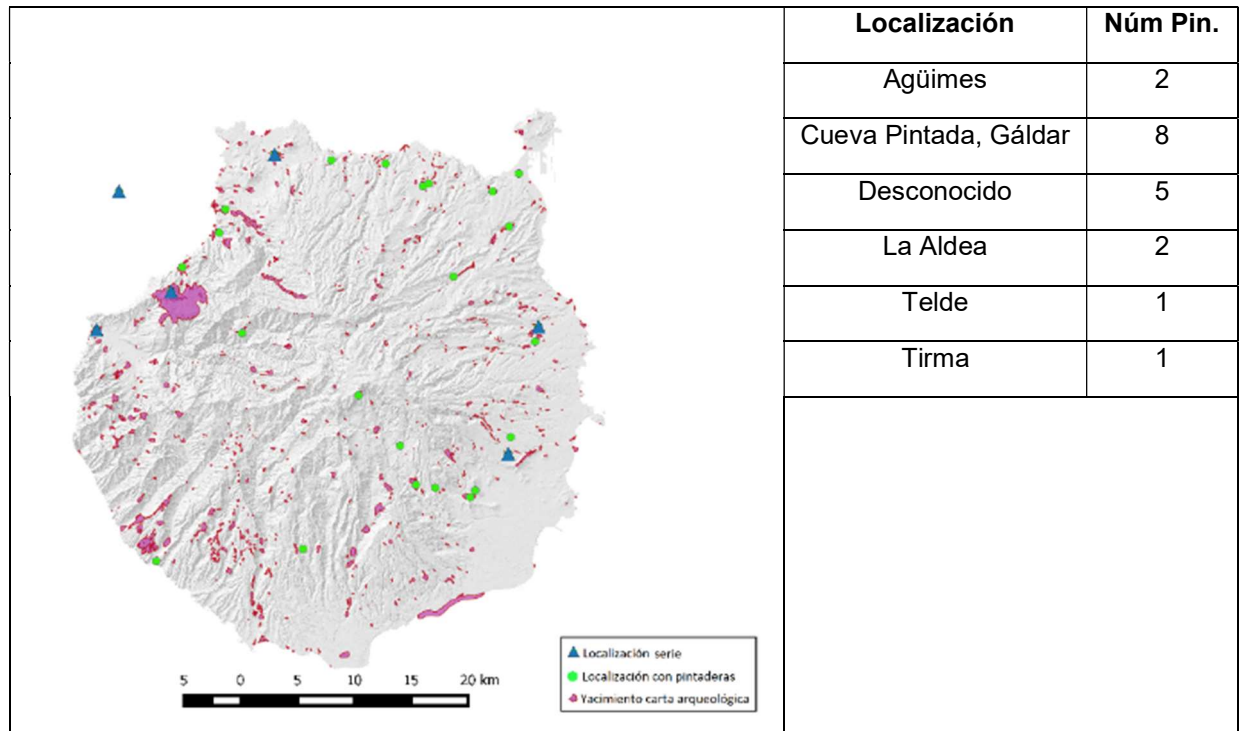 Localización Núm Pin.
Agüimes 2
Cueva Pintada, Gáldar 8
Desconocido 5
La Aldea 2
Telde 1
Tirma 1
Localización serie
Localización con pintaderas
Yacimiento carta arqueológica
5 0 5 10 15 20 km